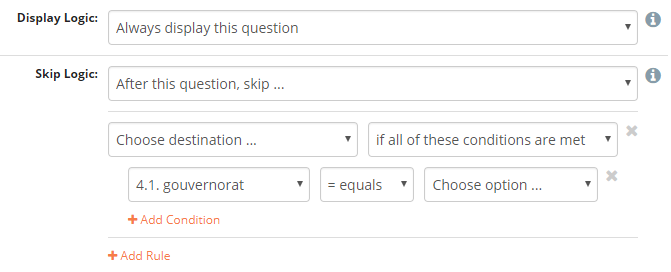 Display Logic: Always display this question
Skip Logic: After this question, skip ...
Choose destination ... if all of these conditions are met
4.1. gouvernorat = equals Choose option ...
+ Add Condition
+ Add Rule